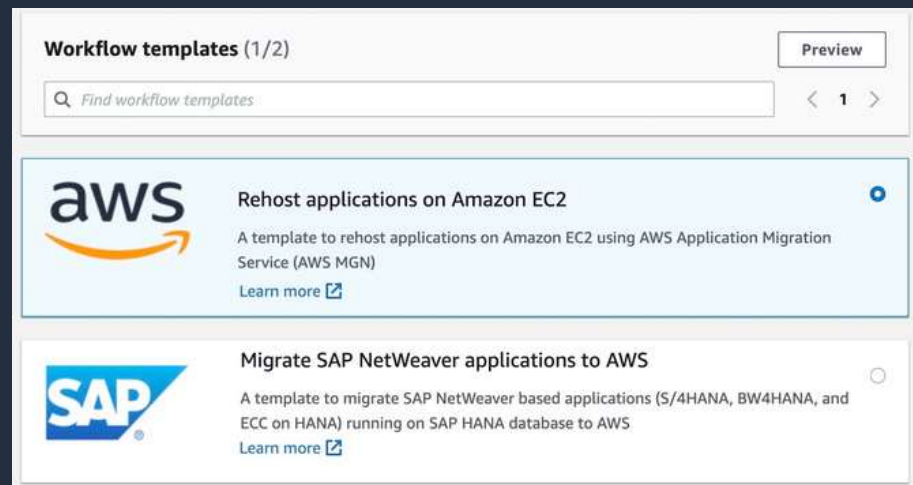 Workflow templates (1/2)
Preview
Find workflow templates
< 1 >
aws
Rehost applications on Amazon EC2
A template to rehost applications on Amazon EC2 using AWS Application Migration
Service (AWS MGN)
Learn more
SAP
Migrate SAP NetWeaver applications to AWS
A template to migrate SAP NetWeaver based applications (S/4HANA, BW4HANA, and
ECC on HANA) running on SAP HANA database to AWS
Learn more